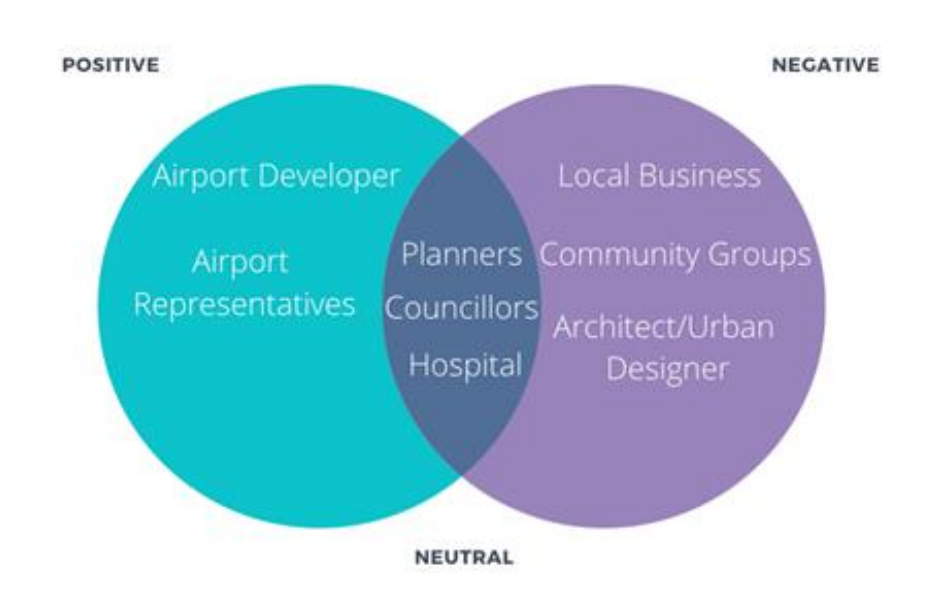 POSITIVE
NEGATIVE
Airport Developer
Airport
Representatives
Planners
Councillors
Hospital
Local Business
Community Groups
Architect/Urban
Designer
NEUTRAL